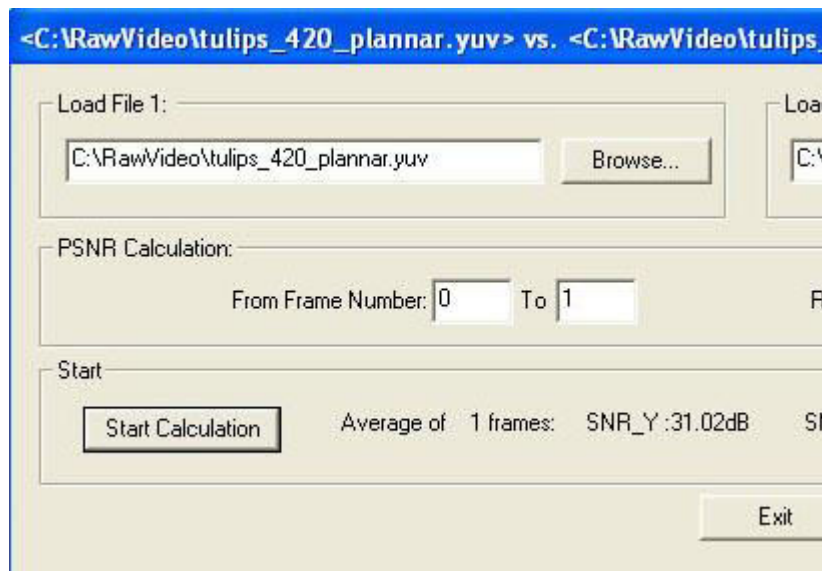 <C:\RawVideo\tulips_420_plannar.yuv> vs. <C:\RawVideo\tulips_
Load File 1:
Loa
C:\RawVideo\tulips_420_plannar.yuv
Browse...
C:\
PSNR Calculation:
From Frame Number: 0 To 1
Start
Start Calculation
Average of 1 frames: SNR_Y :31.02dB
Exit